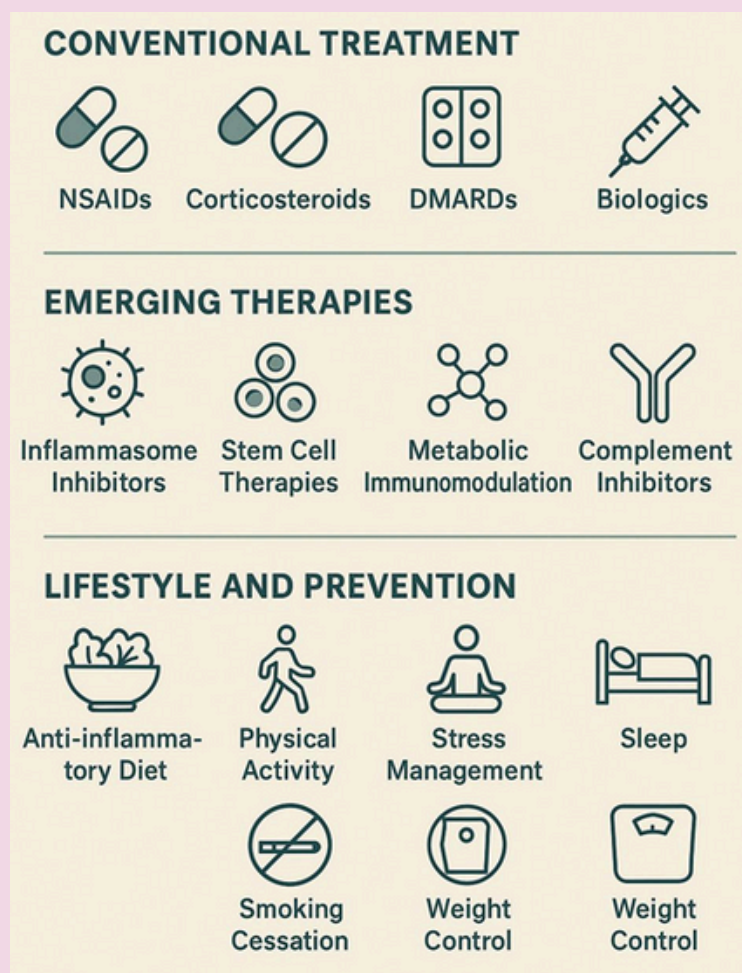 CONVENTIONAL TREATMENT
NSAIDs
Corticosteroids
DMARDs
Biologics
EMERGING THERAPIES
Inflammasome
Inhibitors
Stem Cell
Therapies
Metabolic
Immunomodulation
Complement
Inhibitors
LIFESTYLE AND PREVENTION
Anti-inflamma-
tory Diet
Physical
Activity
Stress
Management
Sleep
Smoking
Cessation
Weight
Control
Weight
Control